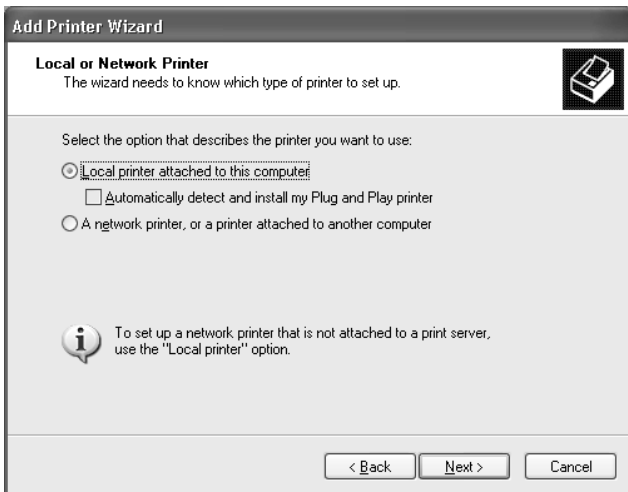 Add Printer Wizard
Local or Network Printer
The wizard needs to know which type of printer to set up.
Select the option that describes the printer you want to use:
Local printer attached to this computer
Automatically detect and install my Plug and Play printer
A network printer, or a printer attached to another computer
To set up a network printer that is not attached to a print server,
use the "Local printer" option.
< Back Next > Cancel